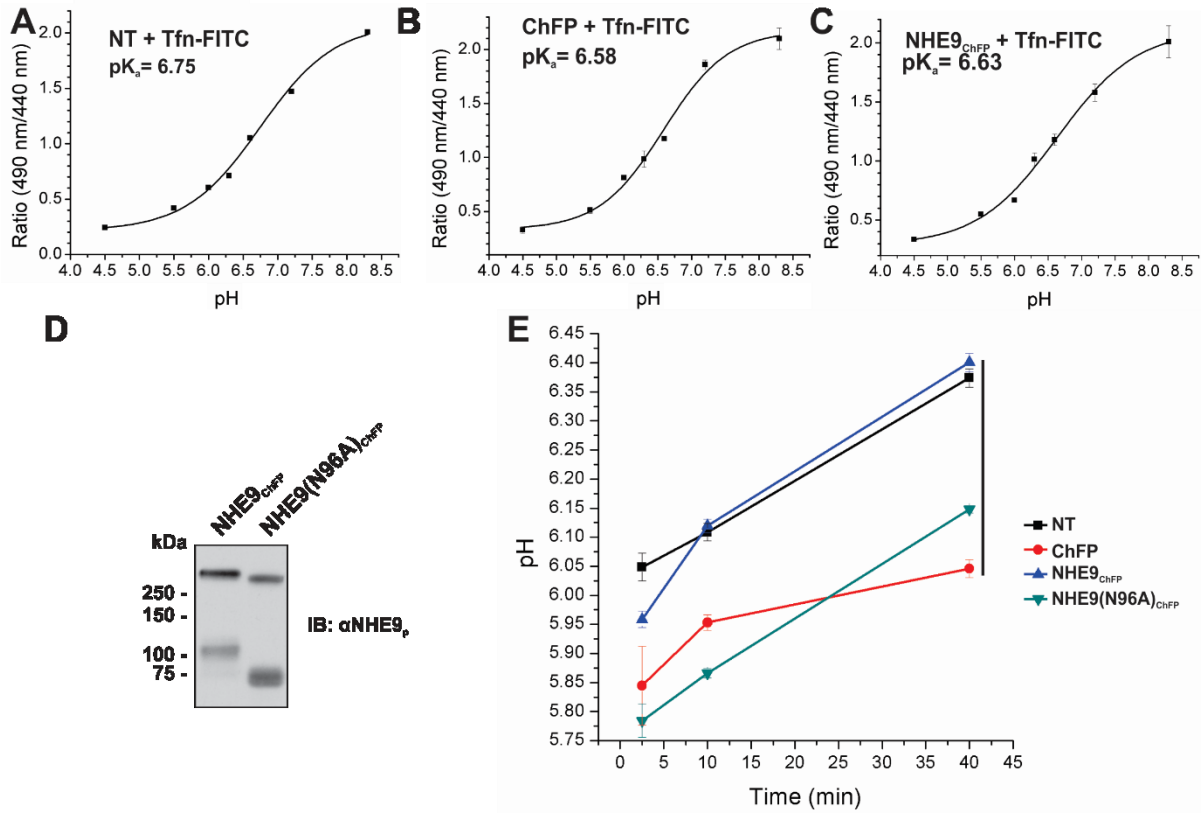 A
NT + Tfn-FITC
pKa= 6.75
Ratio (490 nm/440 nm)
2.0
1.5
1.0
0.5
0.0
4.0 4.5 5.0 5.5 6.0 6.5 7.0 7.5 8.0 8.5
pH
B
ChFP + Tfn-FITC
pKa= 6.58
Ratio (490 nm/440 nm)
2.0
1.5
1.0
0.5
4.0 4.5 5.0 5.5 6.0 6.5 7.0 7.5 8.0 8.5
pH
C
NHE9ChFP + Tfn-FITC
pKa= 6.63
Ratio (490 nm/440 nm)
2.0
1.5
1.0
0.5
0.0
4.0 4.5 5.0 5.5 6.0 6.5 7.0 7.5 8.0 8.5
pH
D
NHE9ChFP
NHE9(N96A)ChFP
kDa
250 -
150 -
100 -
75 -
IB: αNHE9p
E
pH
6.45
6.40
6.35
6.30
6.25
6.20
6.15
6.10
6.05
6.00
5.95
5.90
5.85
5.80
5.75
0 5 10 15 20 25 30 35 40 45
Time (min)
NT
ChFP
NHE9ChFP
NHE9(N96A)ChFP